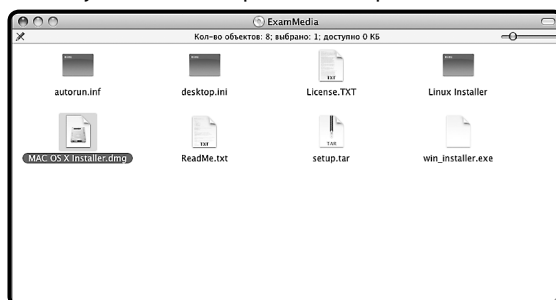 ExamMedia
Кол-во объектов: 8; выбрано: 1; доступно 0 КБ
autorun.inf
desktop.ini
License.TXT
Linux Installer
MAC OS X Installer.dmg
ReadMe.txt
setup.tar
win_installer.exe